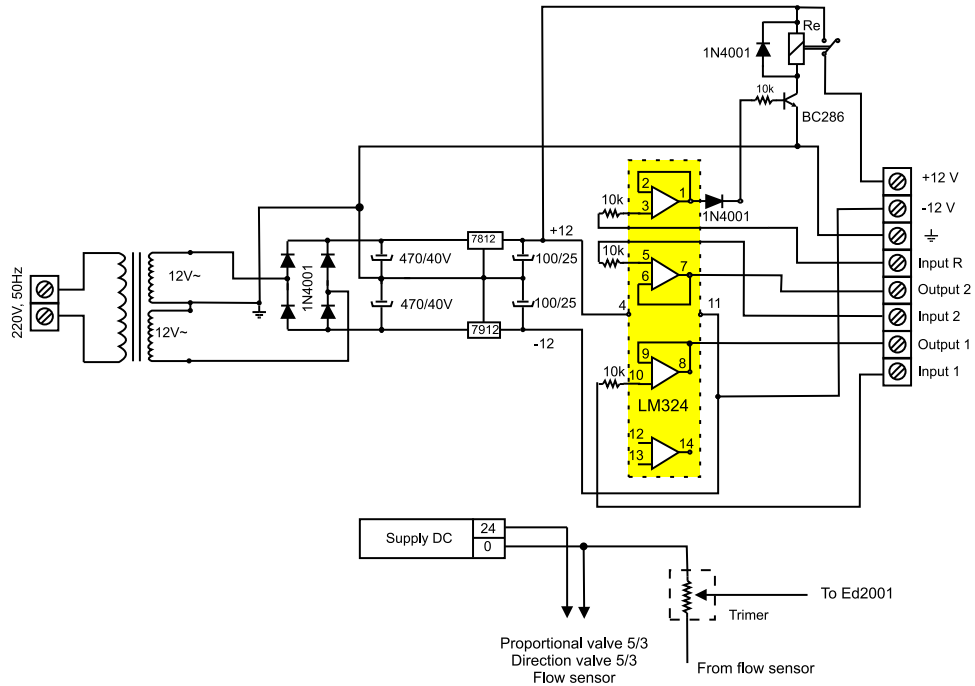 Re
1N4001
10k
BC286
+12 V
-12 V
Input R
Output 2
Input 2
Output 1
Input 1
220V, 50Hz
12V~
12V~
1N4001
470/40V
470/40V
7812
7912
+12
-12
100/25
100/25
10k
2
3
1
1N4001
10k
5
6
7
4
11
10k
9
10
8
LM324
12
13
14
Supply DC
24
0
Trimer
To Ed2001
From flow sensor
Proportional valve 5/3
Direction valve 5/3
Flow sensor